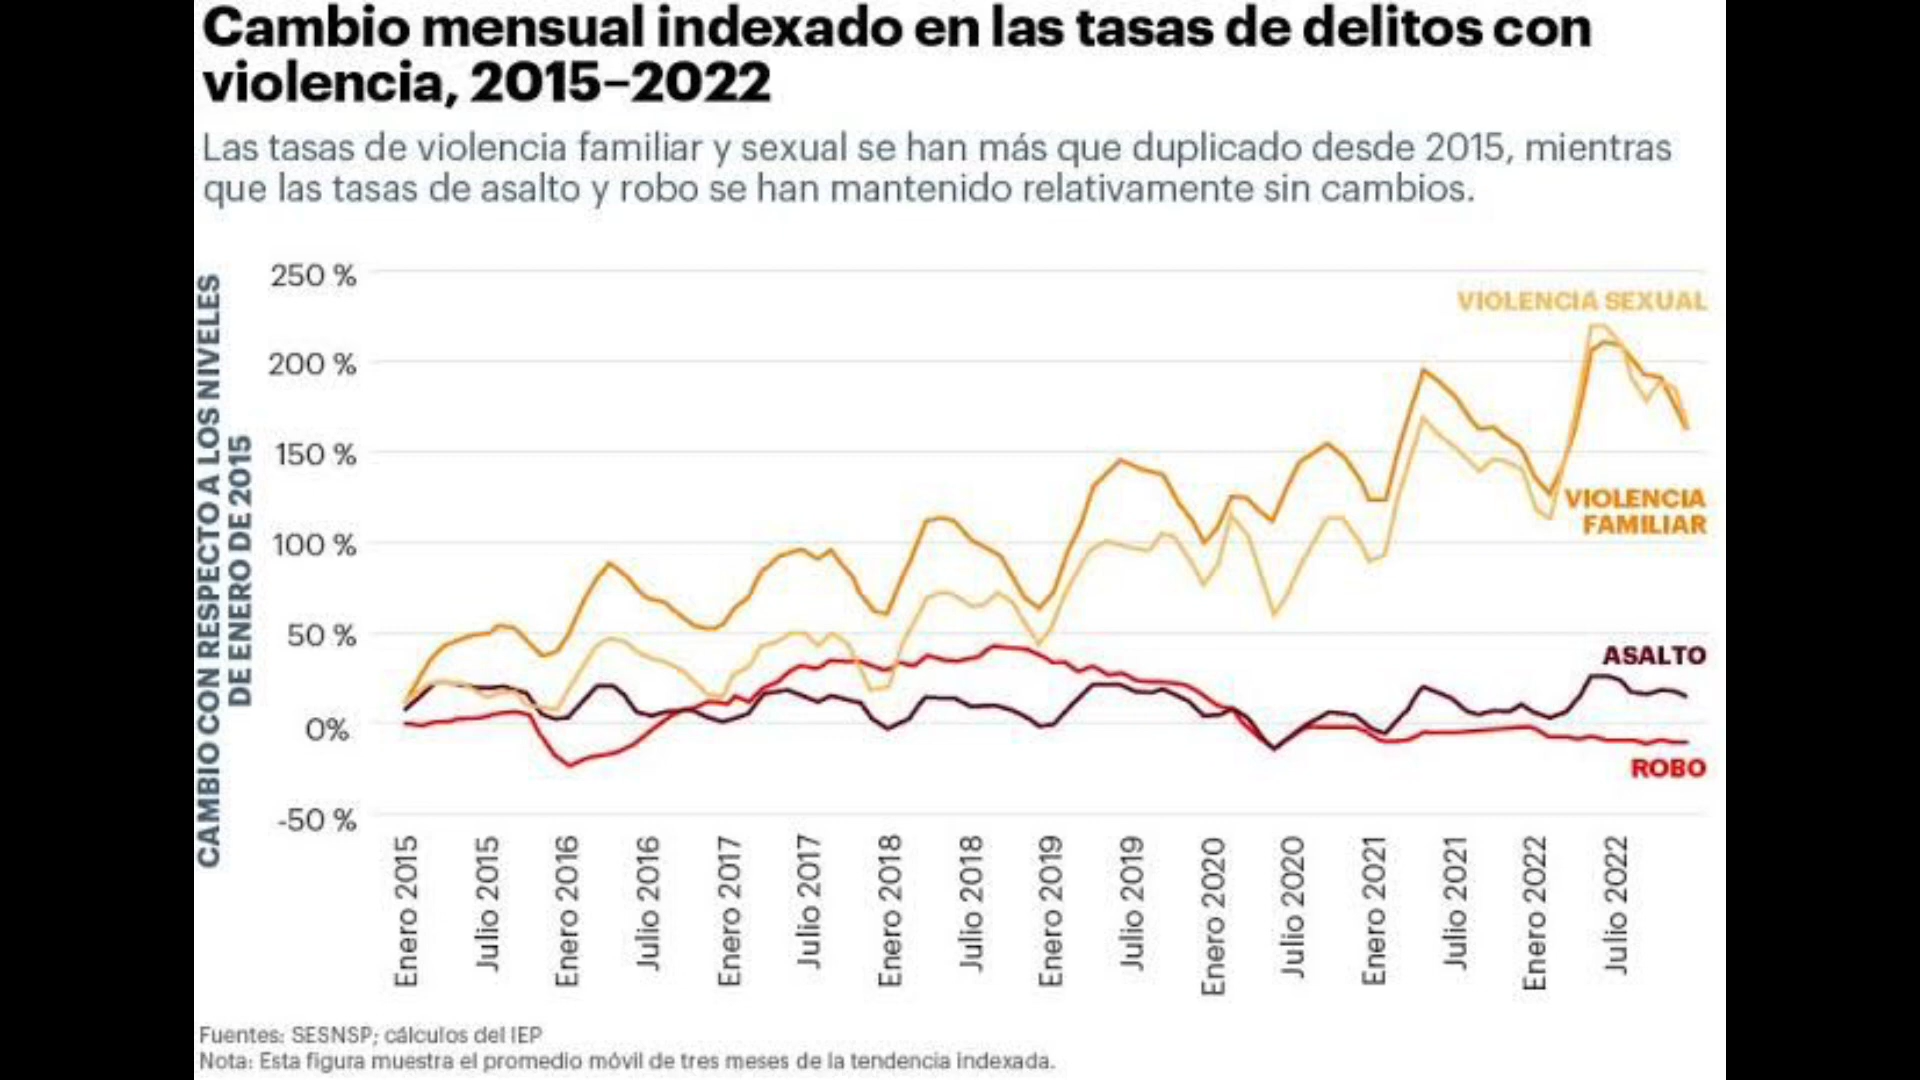 Cambio mensual indexado en las tasas de delitos con
violencia, 2015–2022
Las tasas de violencia familiar y sexual se han más que duplicado desde 2015, mientras
que las tasas de asalto y robo se han mantenido relativamente sin cambios.
CAMBIO CON RESPECTO A LOS NIVELES
DE ENERO DE 2015
250 %
200 %
150 %
100 %
50 %
0%
-50 %
VIOLENCIA SEXUAL
VIOLENCIA
FAMILIAR
ASALTO
ROBO
Enero 2015
Julio 2015
Enero 2016
Julio 2016
Enero 2017
Julio 2017
Enero 2018
Julio 2018
Enero 2019
Julio 2019
Enero 2020
Julio 2020
Enero 2021
Julio 2021
Enero 2022
Julio 2022
Fuentes: SESNSP; cálculos del IEP
Nota: Esta figura muestra el promedio móvil de tres meses de la tendencia indexada.